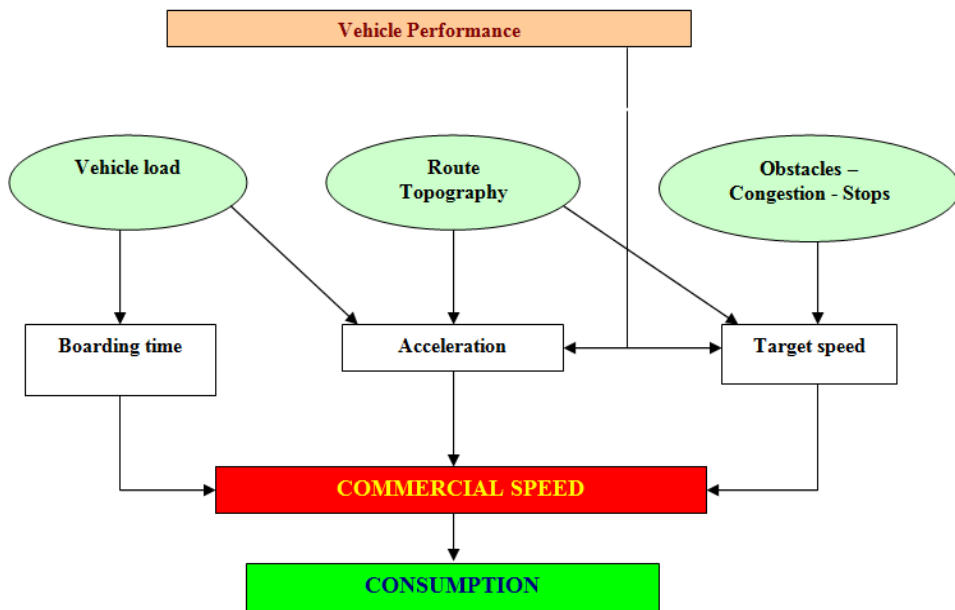 Vehicle Performance
Vehicle load
Route
Topography
Obstacles –
Congestion - Stops
Boarding time
Acceleration
Target speed
COMMERCIAL SPEED
CONSUMPTION